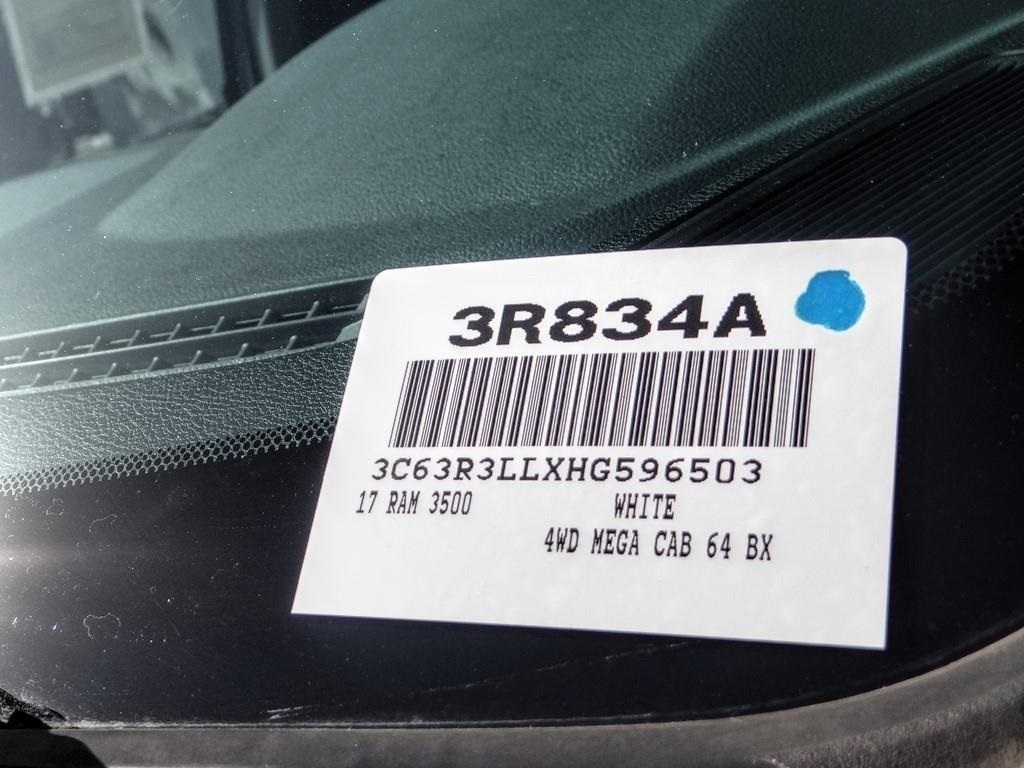 3R834A
3C63R3LLXHG596503
17 RAM 3500 WHITE
4WD MEGA CAB 64 BX